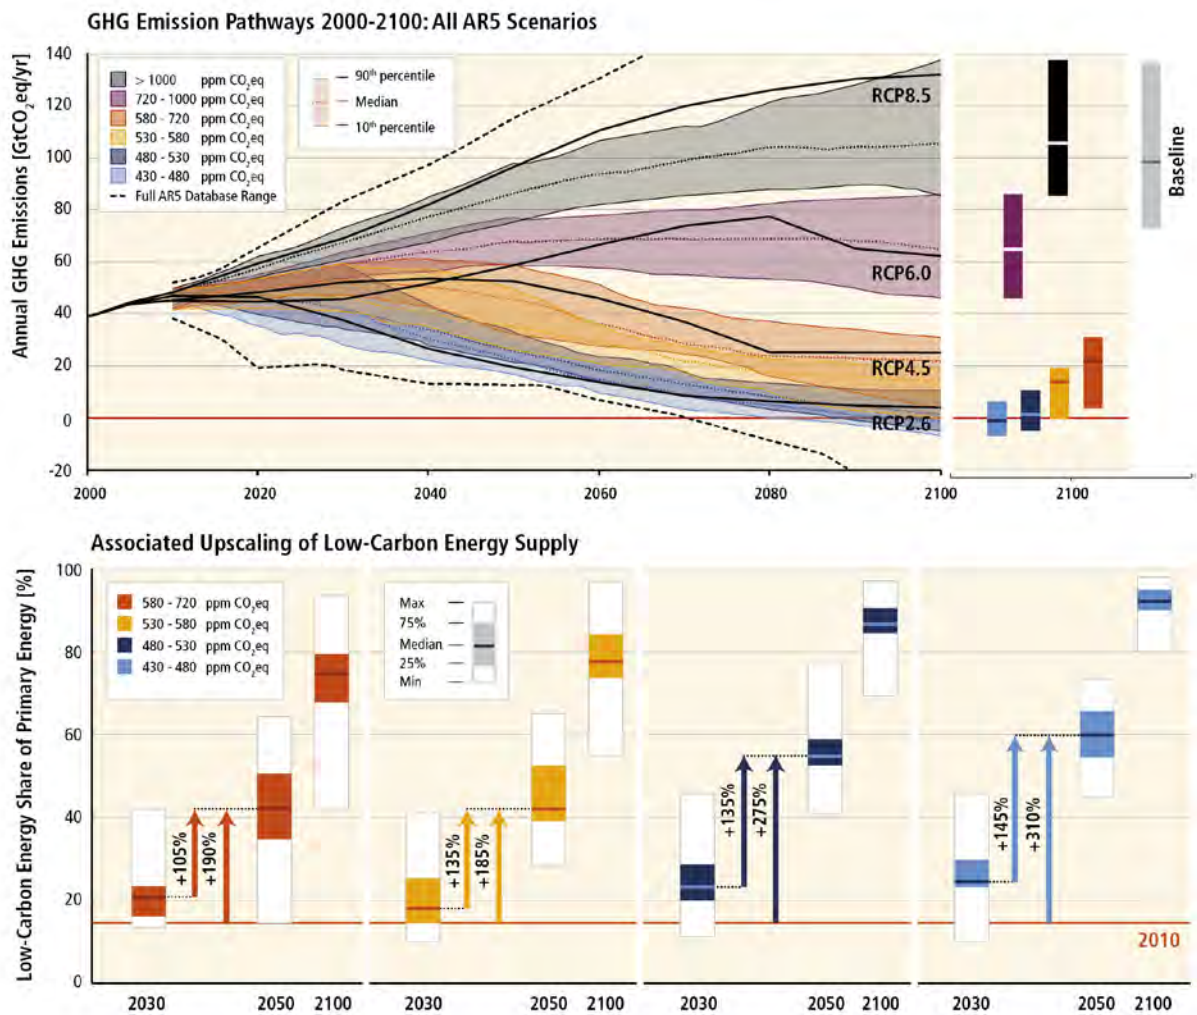 GHG Emission Pathways 2000-2100: All AR5 Scenarios
Annual GHG Emissions [GtCO2eq/yr]
140
120
100
80
60
40
20
0
-20
> 1000 ppm CO2eq
720 - 1000 ppm CO2eq
580 - 720 ppm CO2eq
530 - 580 ppm CO2eq
480 - 530 ppm CO2eq
430 - 480 ppm CO2eq
Full AR5 Database Range
90th percentile
Median
10th percentile
RCP8.5
RCP6.0
RCP4.5
RCP2.6
Baseline
2000 2020 2040 2060 2080 2100 2100
Associated Upscaling of Low-Carbon Energy Supply
Low-Carbon Energy Share of Primary Energy [%]
100
80
60
40
20
0
580 - 720 ppm CO2eq
530 - 580 ppm CO2eq
480 - 530 ppm CO2eq
430 - 480 ppm CO2eq
Max
75%
Median
25%
Min
+105%
+190%
+135%
+185%
+135%
+275%
+145%
+310%
2010
2030 2050 2100 2030 2050 2100 2030 2050 2100 2030 2050 2100